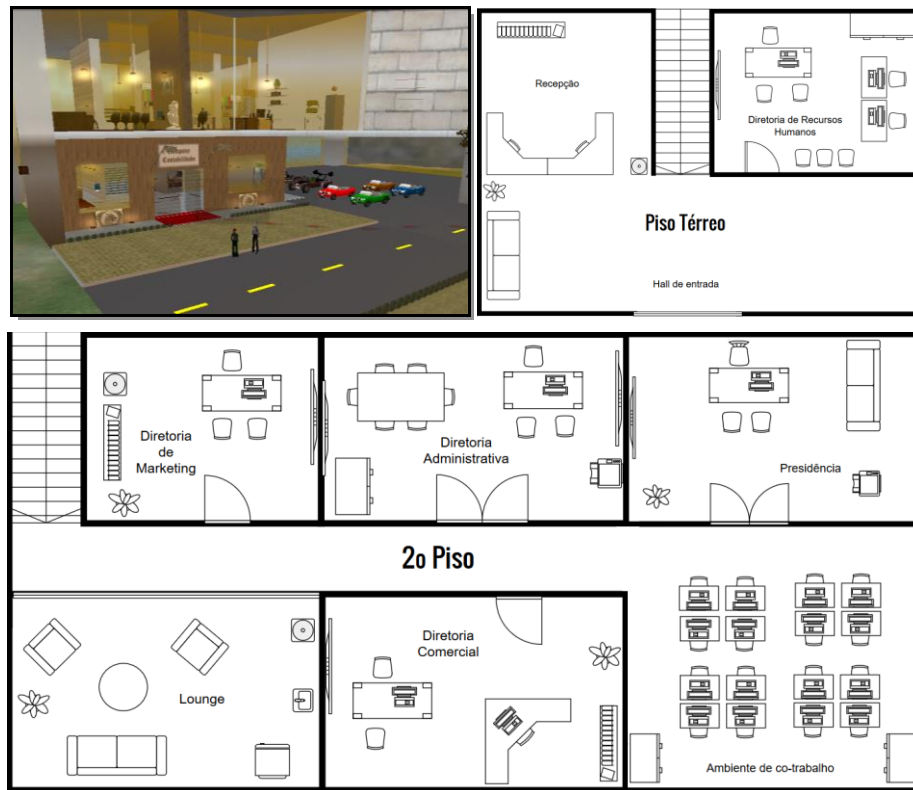 Contabilidade
Recepção
Diretoria de Recursos
Humanos
Piso Térreo
Hall de entrada
Diretoria
de
Marketing
Diretoria
Administrativa
Presidência
2o Piso
Lounge
Diretoria
Comercial
Ambiente de co-trabalho